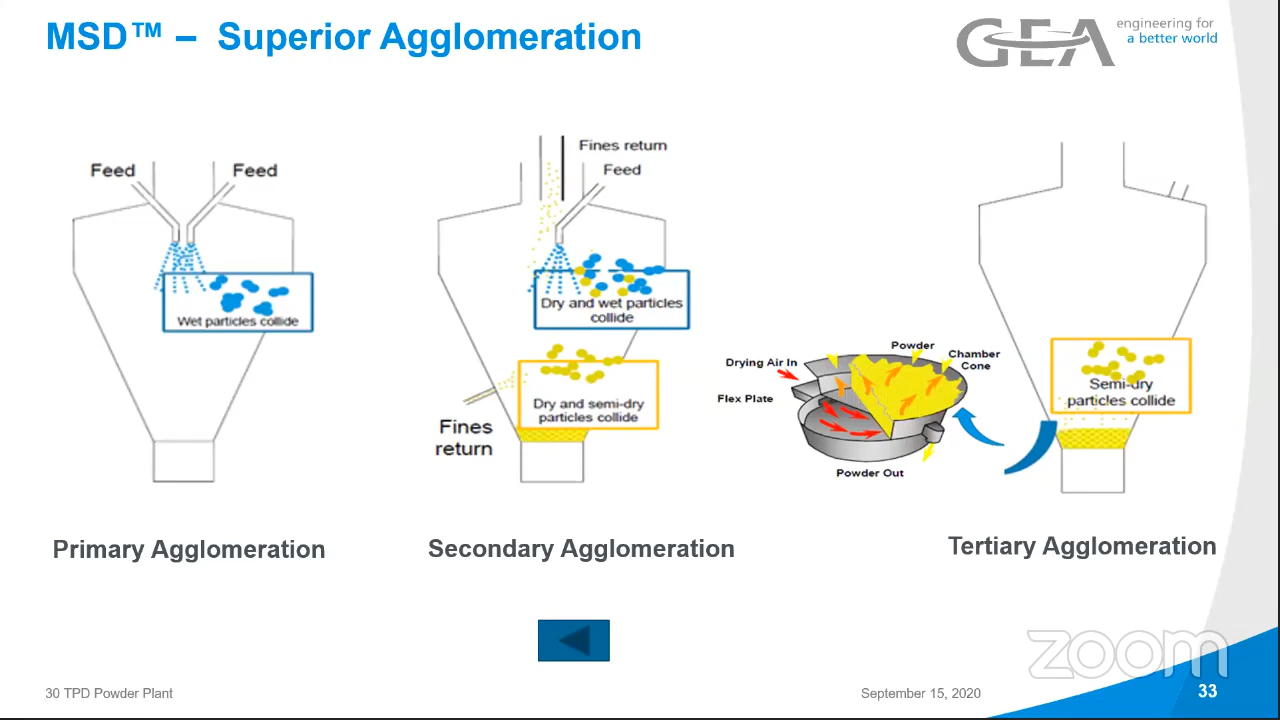 MSD™ – Superior Agglomeration
GEA
engineering for
a better world
Feed
Feed
Wet particles collide
Primary Agglomeration
Fines return
Feed
Dry and wet particles
collide
Dry and semi-dry
particles collide
Fines
return
Secondary Agglomeration
Drying Air In
Powder
Chamber
Cone
Flex Plate
Powder Out
Semi-dry
particles collide
Tertiary Agglomeration
zoom
30 TPD Powder Plant
September 15, 2020
33